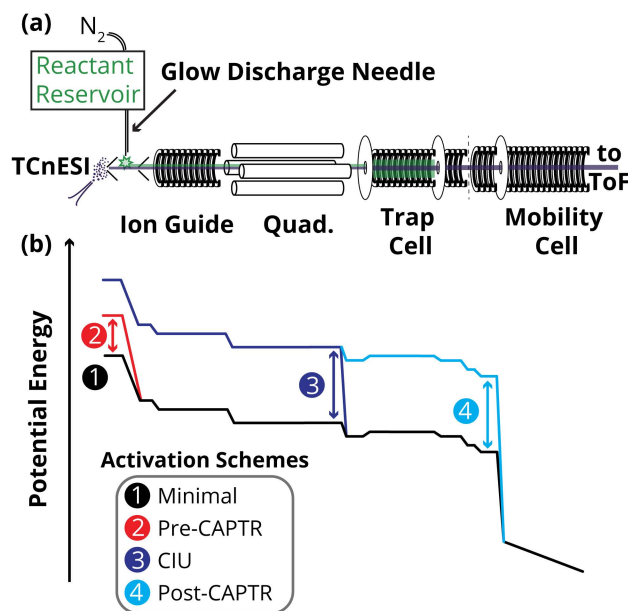 (a)
N2
Reactant
Reservoir
Glow Discharge Needle
TCnESI
to
ToF
Ion Guide
Quad.
Trap
Cell
Mobility
Cell
(b)
Potential Energy
2
1
3
4
Activation Schemes
1 Minimal
2 Pre-CAPTR
3 CIU
4 Post-CAPTR